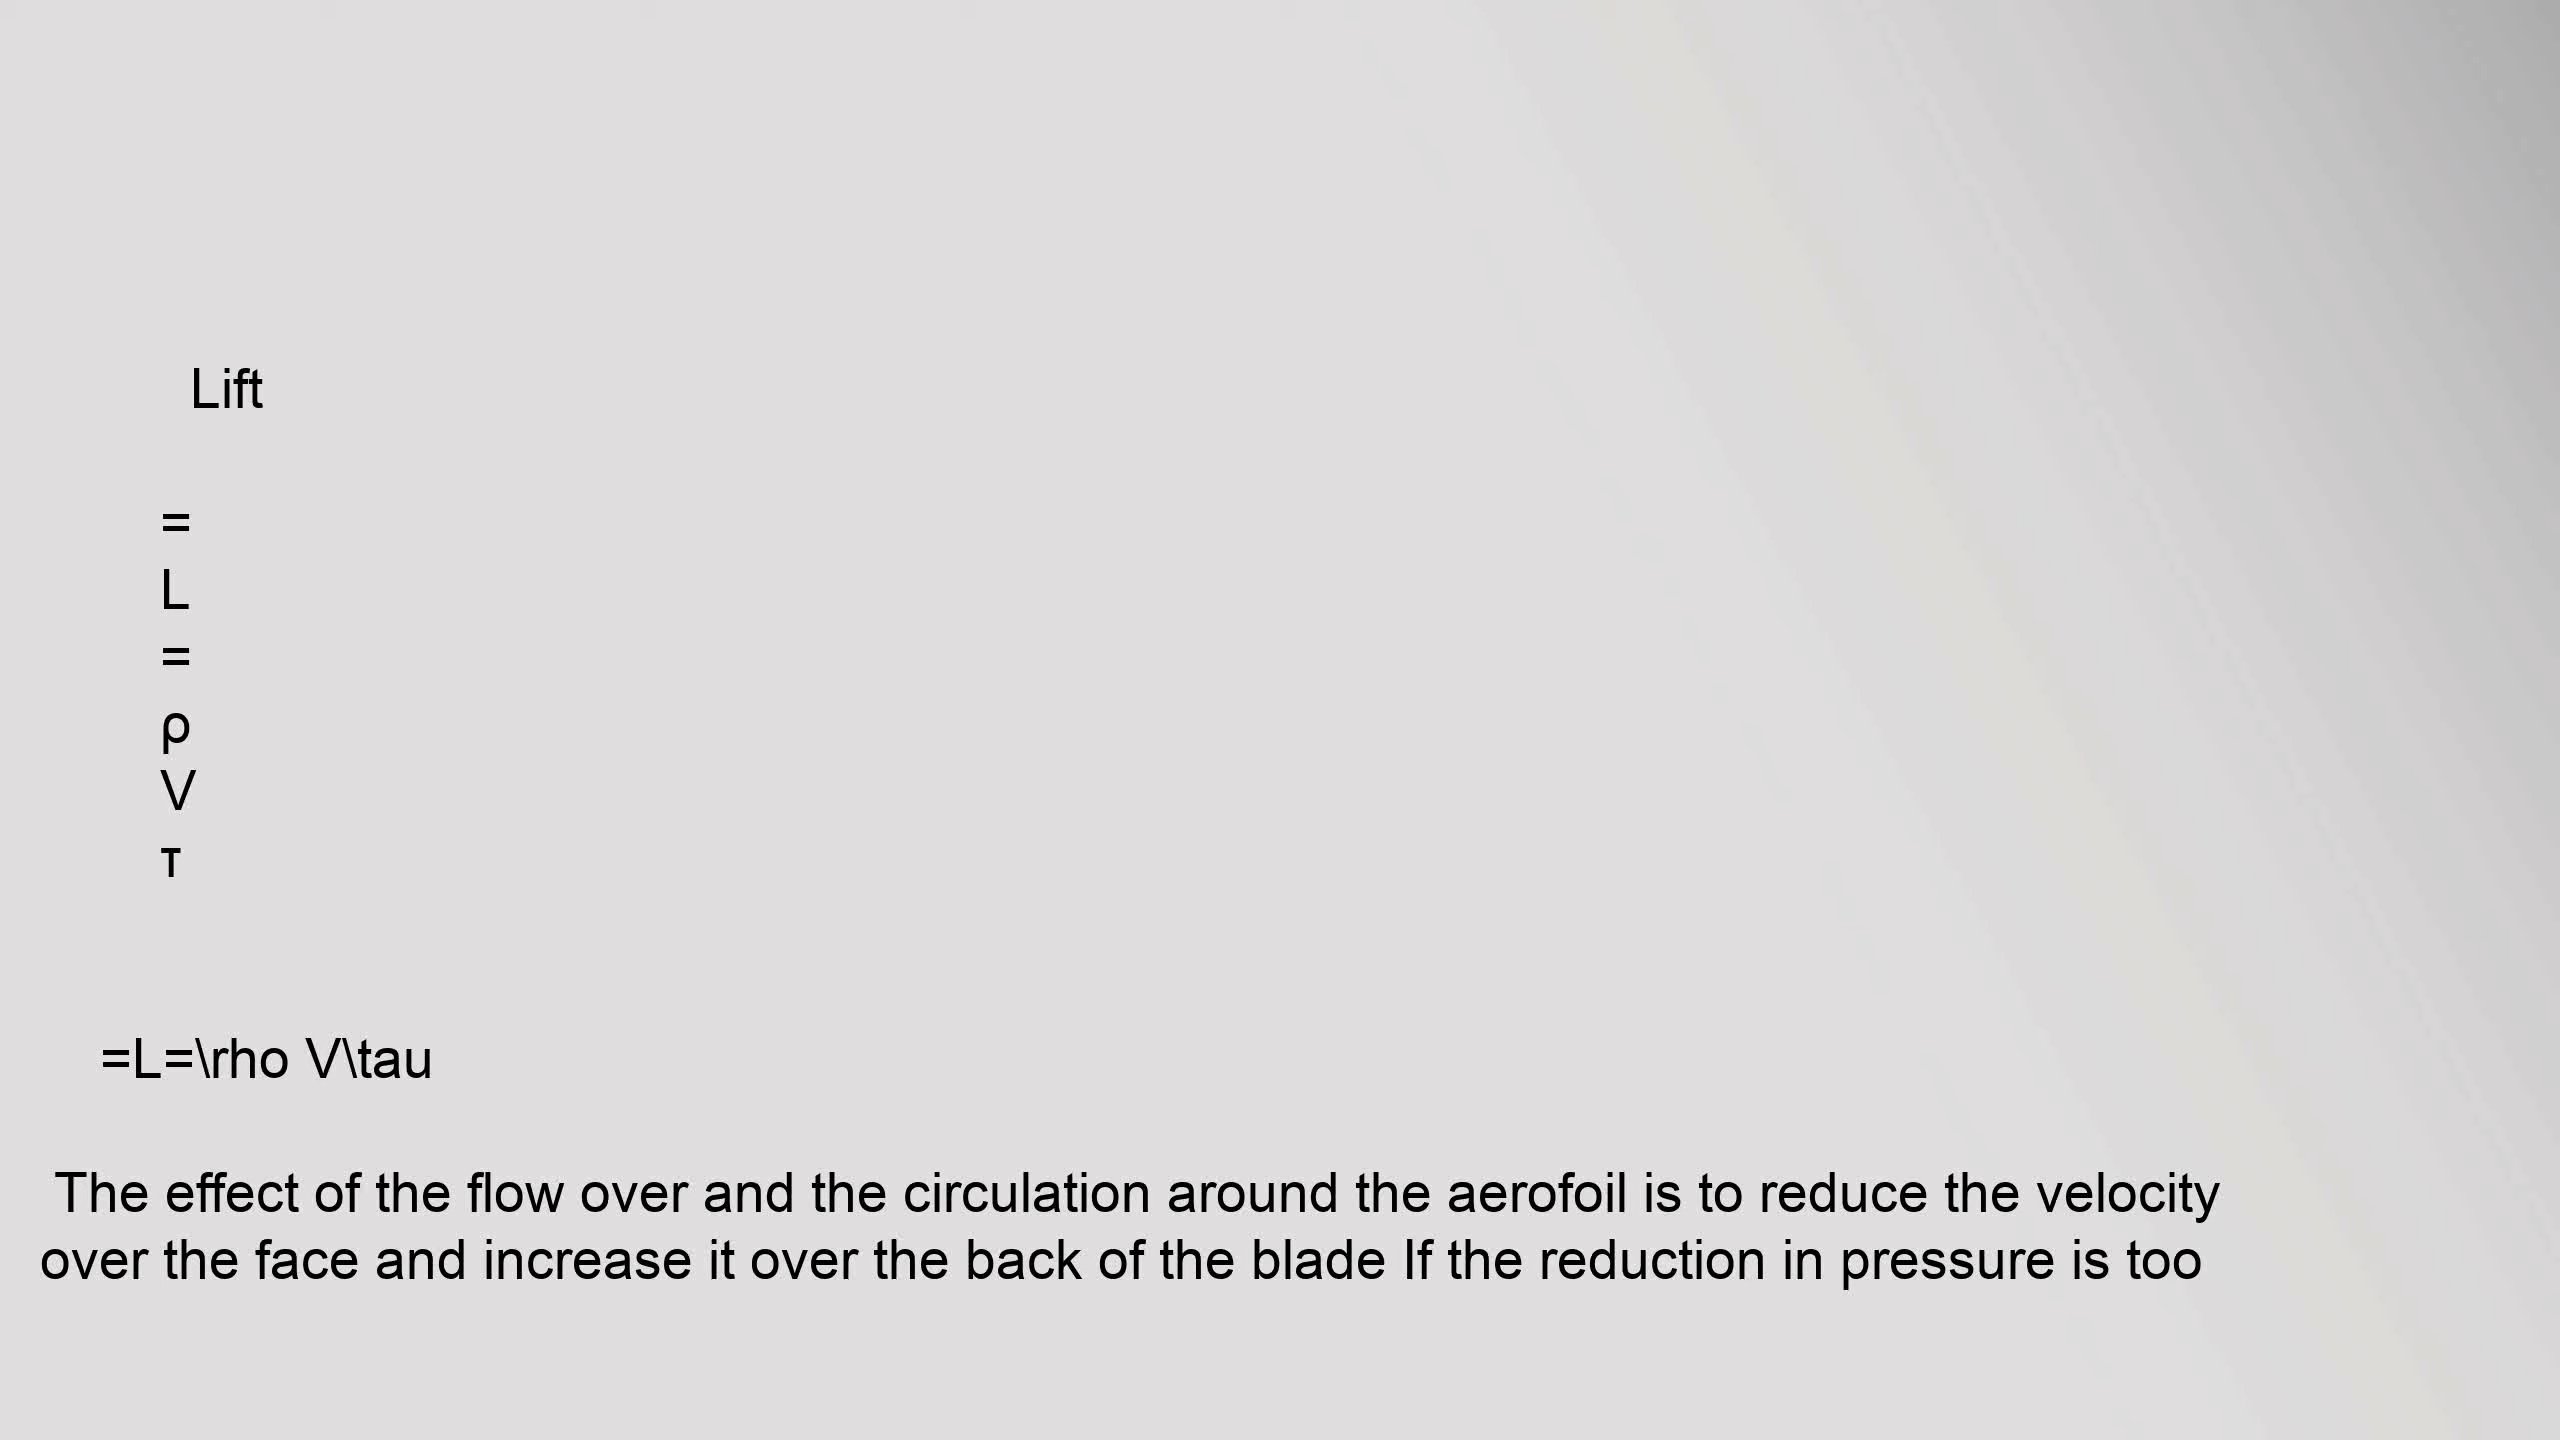 Lift
=
L
=
ρ
V
τ
=L=\rho V\tau
The effect of the flow over and the circulation around the aerofoil is to reduce the velocity
over the face and increase it over the back of the blade If the reduction in pressure is too